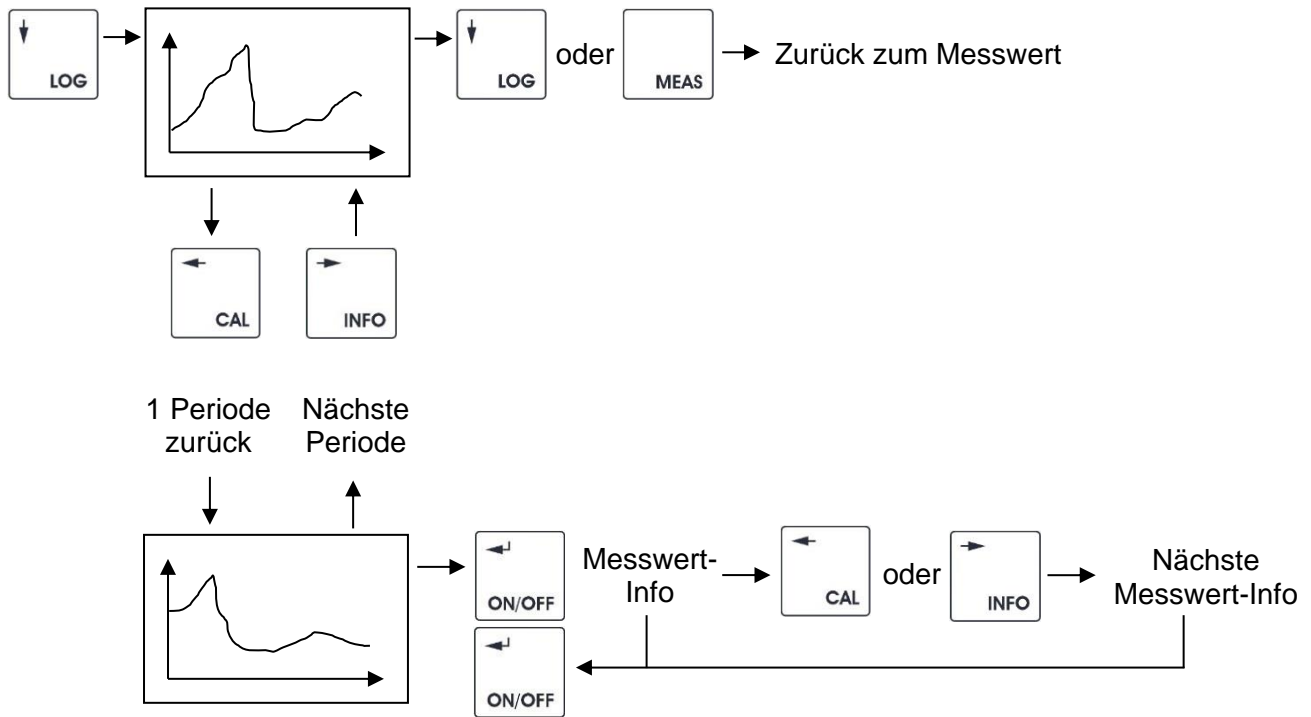 LOG
LOG
oder
MEAS
Zurück zum Messwert
CAL
INFO
1 Periode
zurück
Nächste
Periode
ON/OFF
Messwert-
Info
CAL
oder
INFO
Nächste
Messwert-Info
ON/OFF